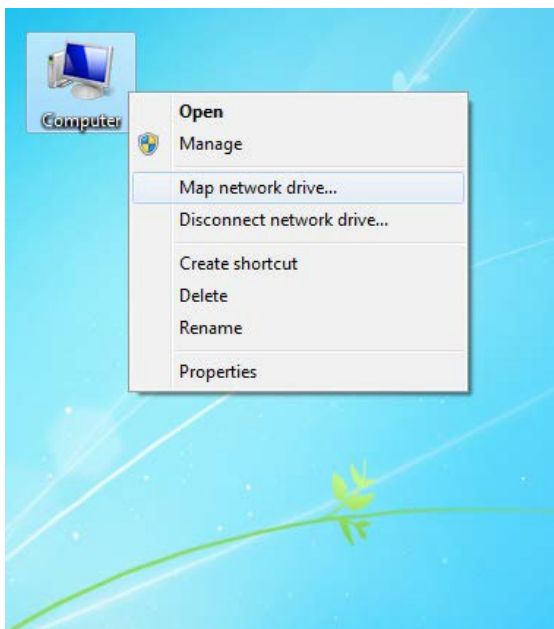 Computer
Open
Manage
Map network drive...
Disconnect network drive...
Create shortcut
Delete
Rename
Properties